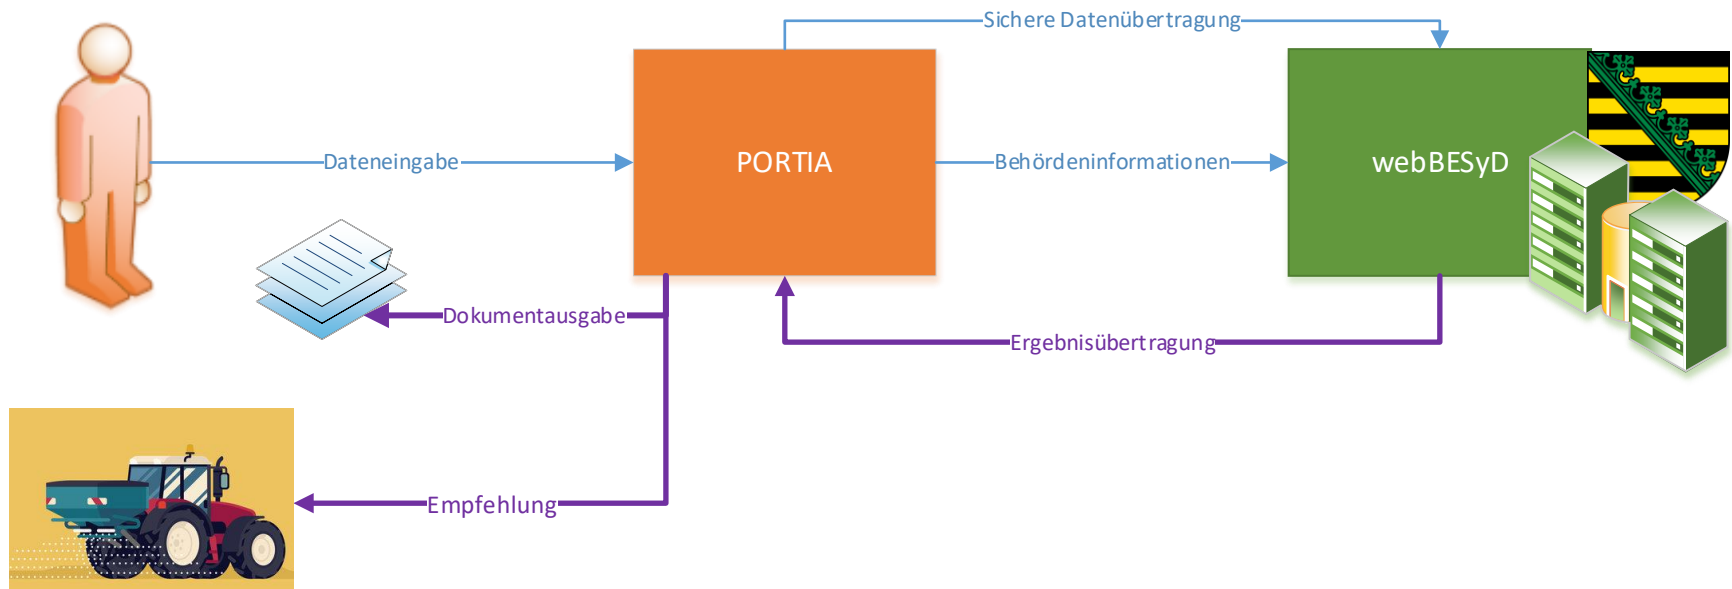 Sichere Datenübertragung
Dateneingabe
PORTIA
Behördeninformationen
webBESyD
Dokumentausgabe
Ergebnisübertragung
Empfehlung